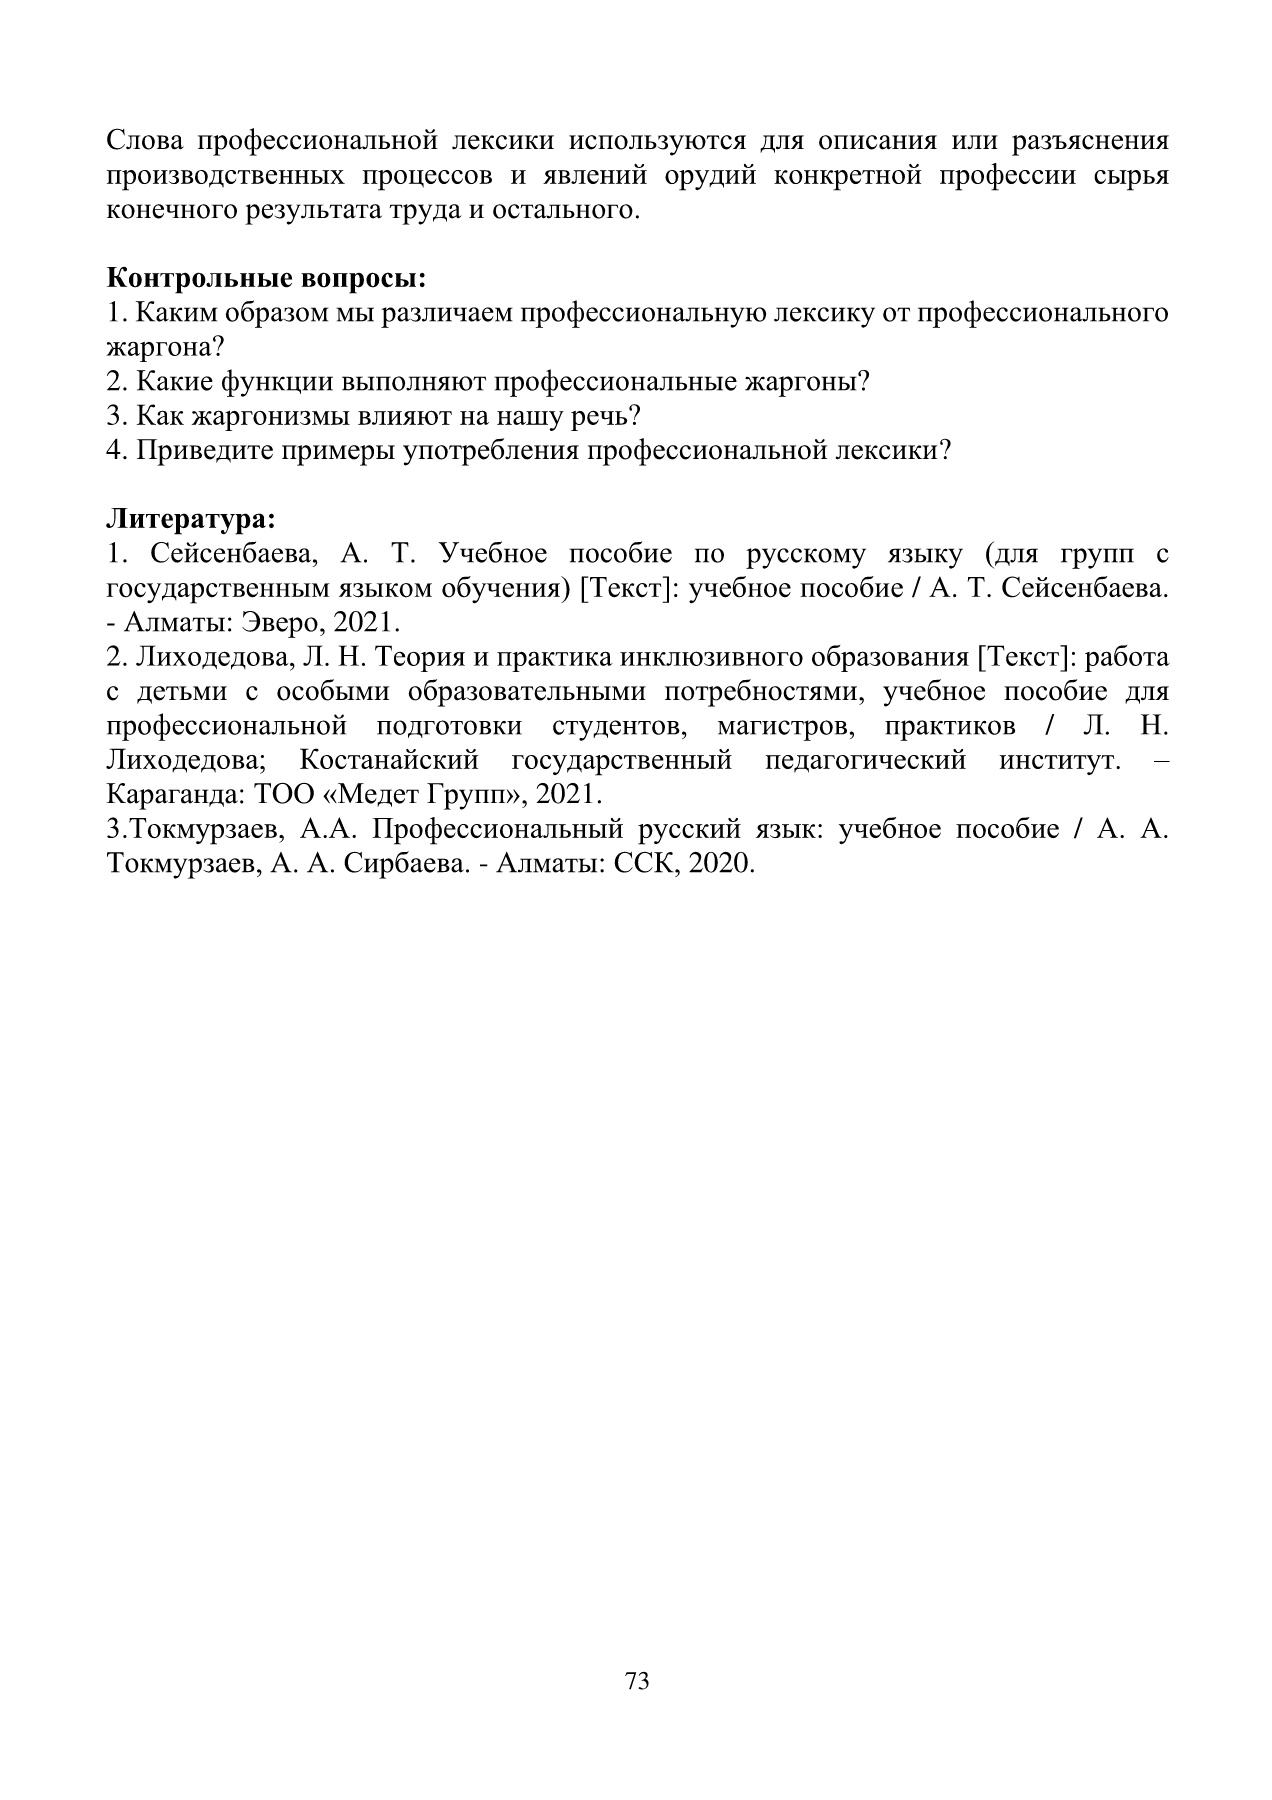 Слова профессиональной лексики используются для описания или разъяснения
производственных процессов и явлений орудий конкретной профессии сырья
конечного результата труда и остального.
Контрольные вопросы:
1. Каким образом мы различаем профессиональную лексику от профессионального
жаргона?
2. Какие функции выполняют профессиональные жаргоны?
3. Как жаргонизмы влияют на нашу речь?
4. Приведите примеры употребления профессиональной лексики?
Литература:
1. Сейсенбаева, А. Т. Учебное пособие по русскому языку (для групп с
государственным языком обучения) [Текст]: учебное пособие / А. Т. Сейсенбаева.
- Алматы: Эверо, 2021.
2. Лиходедова, Л. Н. Теория и практика инклюзивного образования [Текст]: работа
с детьми с особыми образовательными потребностями, учебное пособие для
профессиональной подготовки студентов, магистров, практиков / Л. Н.
Лиходедова; Костанайский государственный педагогический институт. –
Караганда: ТОО «Медет Групп», 2021.
3.Токмурзаев, А.А. Профессиональный русский язык: учебное пособие / А. А.
Токмурзаев, А. А. Сирбаева. - Алматы: ССК, 2020.
73